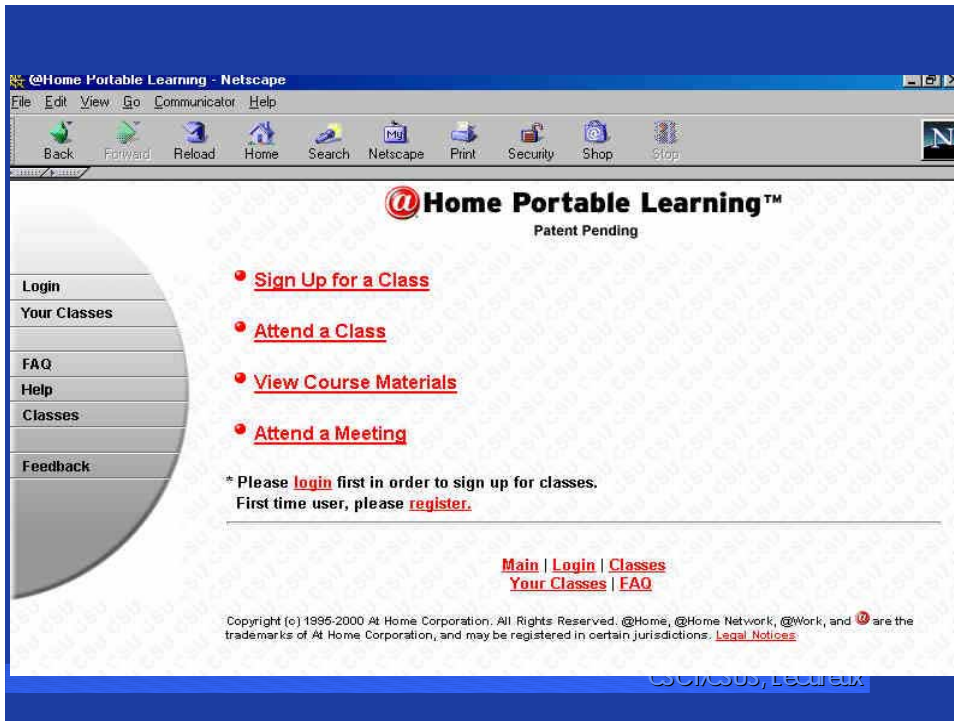 @Home Portable Learning - Netscape
File Edit View Go Communicator Help
Back Forward Reload Home Search Netscape Print Security Shop Stop
My
N
@Home Portable Learning™
Patent Pending
Login
Your Classes
FAQ
Help
Classes
Feedback
Sign Up for a Class
Attend a Class
View Course Materials
Attend a Meeting
* Please login first in order to sign up for classes.
First time user, please register.
Main | Login | Classes
Your Classes | FAQ
Copyright (c) 1995-2000 At Home Corporation. All Rights Reserved. @Home, @Home Network, @Work, and @ are the
trademarks of At Home Corporation, and may be registered in certain jurisdictions. Legal Notices